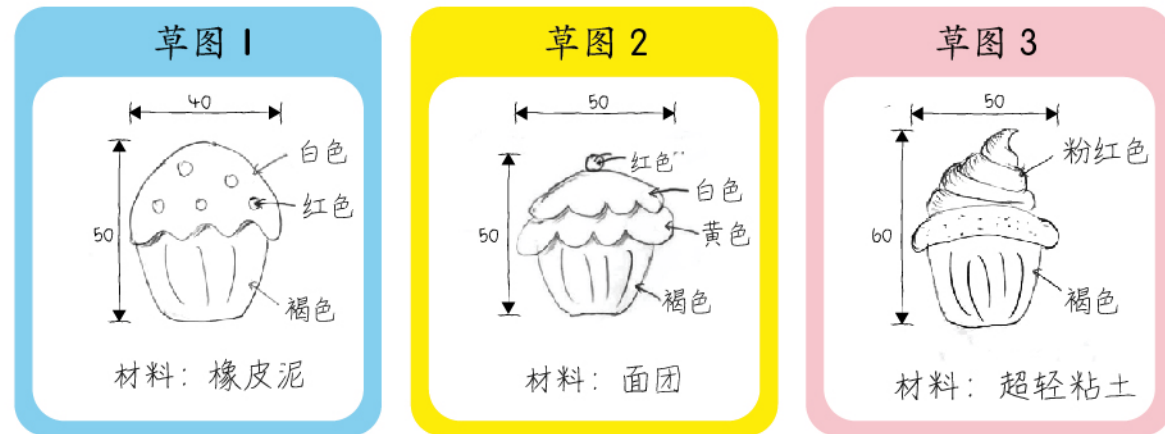 草图 1
40
50
白色
红色
褐色
材料：橡皮泥
草图 2
50
50
红色
白色
黄色
褐色
材料：面团
草图 3
50
60
粉红色
褐色
材料：超轻粘土